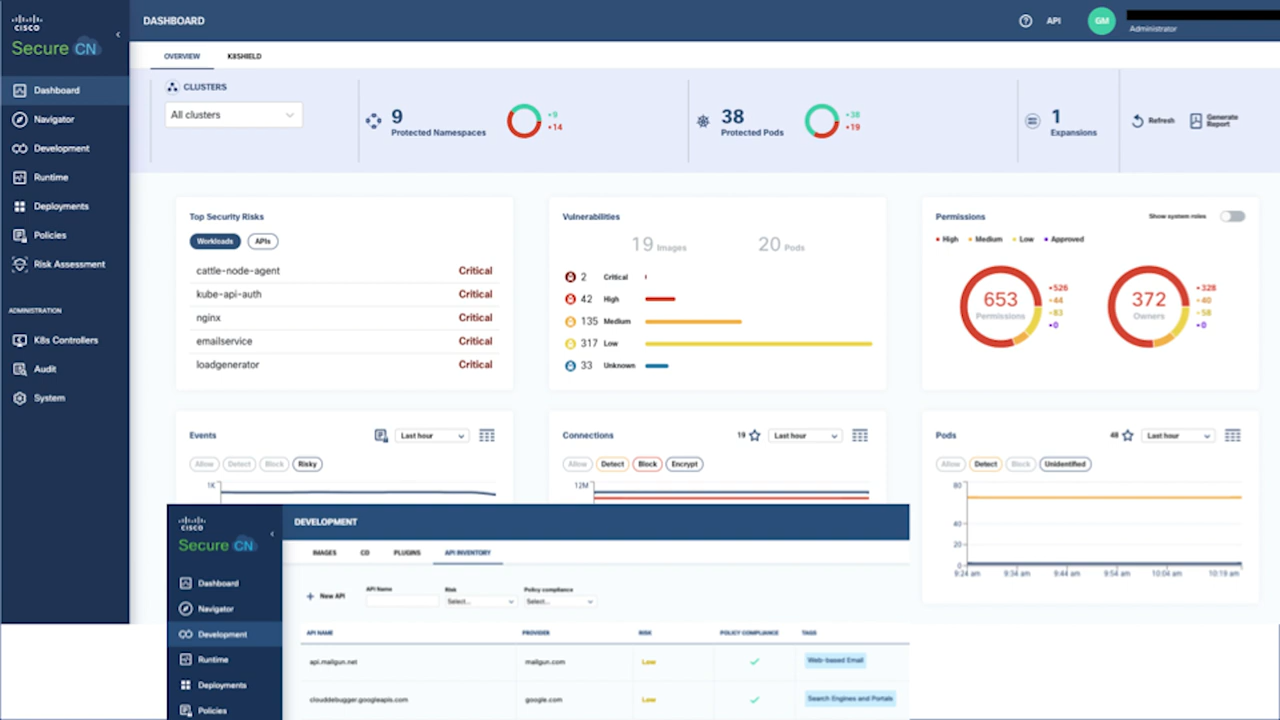 CISCO
Secure CN
Dashboard
Navigator
Development
Runtime
Deployments
Policies
Risk Assessment
ADMINISTRATION
K8s Controllers
Audit
System
DASHBOARD
API
GM
Administrator
OVERVIEW
K8SHIELD
CLUSTERS
All clusters
9
Protected Namespaces
9
14
38
Protected Pods
38
19
1
Expansions
Refresh
Generate
Report
Top Security Risks
Workloads
APIs
cattle-node-agent Critical
kube-api-auth Critical
nginx Critical
emailservice Critical
loadgenerator Critical
Vulnerabilities
19 Images
20 Pods
2 Critical
42 High
135 Medium
317 Low
33 Unknown
Permissions
Show system roles
High Medium Low Approved
653
Permissions
526
44
83
0
372
Owners
328
40
58
0
Events
Last hour
Allow Detect Block Risky
1K
Connections
19
Last hour
Allow Detect Block Encrypt
12M
Pods
48
Last hour
Allow Detect Block Unidentified
80
40
20
0
9:24 am 9:34 am 9:44 am 9:54 am 10:04 am 10:19 am
CISCO
Secure CN
Dashboard
Navigator
Development
Runtime
Deployments
Policies
DEVELOPMENT
IMAGES CD PLUGINS API INVENTORY
+ New API
API Name
Risk
Select...
Policy compliance
Select...
API NAME PROVIDER RISK POLICY COMPLIANCE TAGS
api.mailgun.net mailgun.com Low Web-based Email
clouddebugger.googleapis.com google.com Low Search Engines and Portals